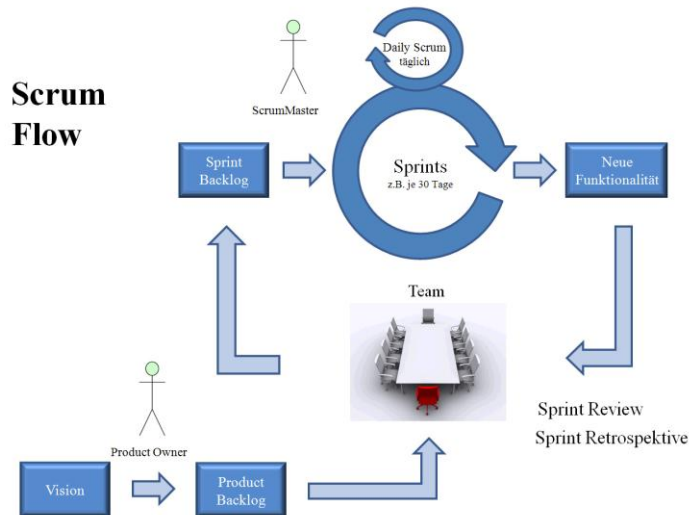 Scrum
Flow
Daily Scrum
täglich
ScrumMaster
Sprint
Backlog
Sprints
z.B. je 30 Tage
Neue
Funktionalität
Team
Sprint Review
Sprint Retrospektive
Product Owner
Vision
Product
Backlog